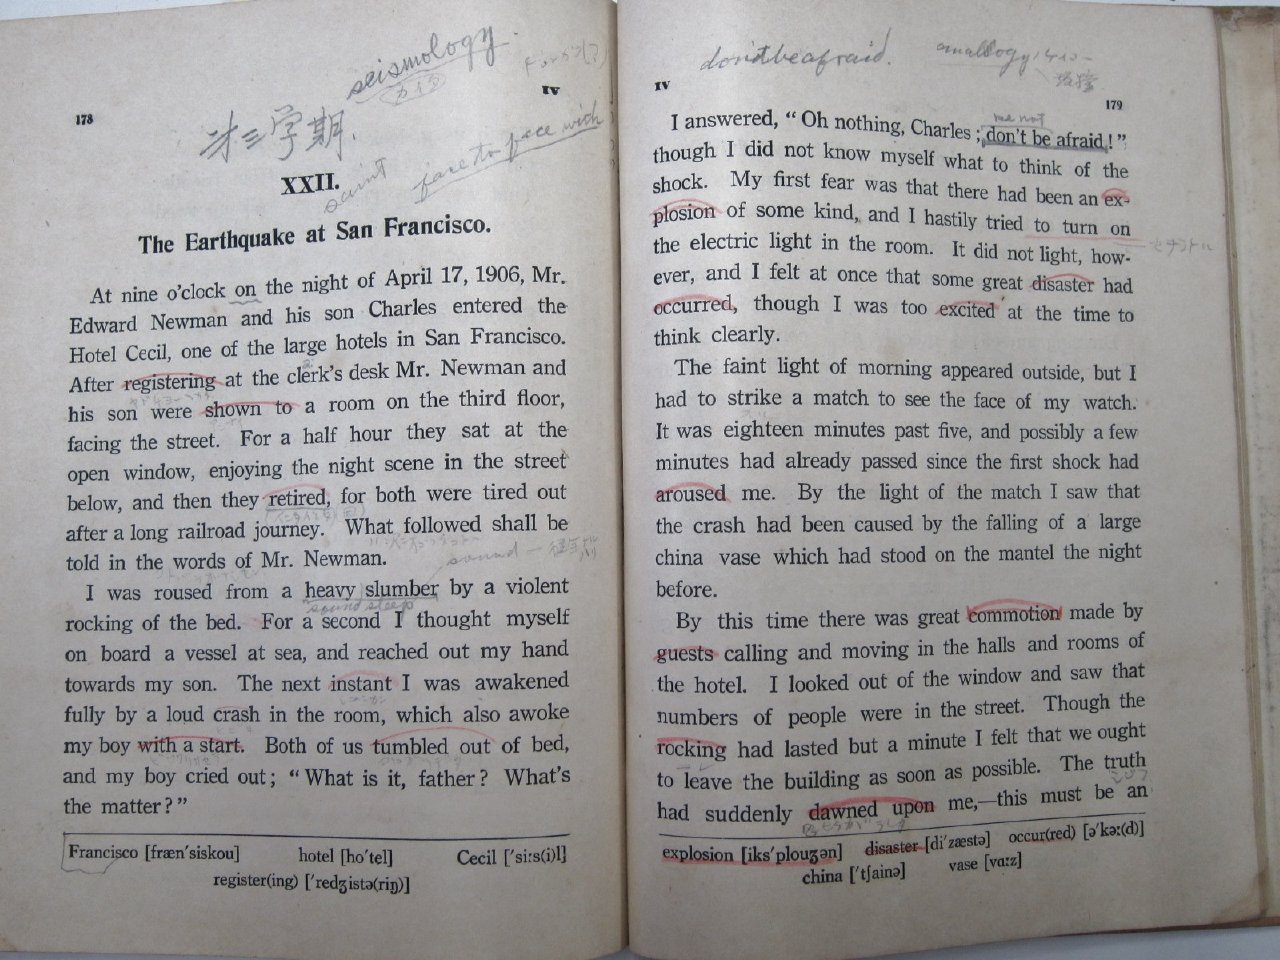 seismology.
IV
178
才三学期.
face to face with
XXII.
The Earthquake at San Francisco.
At nine o'clock on the night of April 17, 1906, Mr.
Edward Newman and his son Charles entered the
Hotel Cecil, one of the large hotels in San Francisco.
After registering at the clerk's desk Mr. Newman and
his son were shown to a room on the third floor,
facing the street. For a half hour they sat at the
open window, enjoying the night scene in the street
below, and then they retired, for both were tired out
after a long railroad journey. What followed shall be
told in the words of Mr. Newman.
sound
I was roused from a heavy slumber by a violent
sound sleep
rocking of the bed. For a second I thought myself
on board a vessel at sea, and reached out my hand
towards my son. The next instant I was awakened
fully by a loud crash in the room, which also awoke
my boy with a start. Both of us tumbled out of bed,
and my boy cried out; “What is it, father? What's
the matter?”
Francisco [fræn'siskou] hotel [ho'tel] Cecil ['si:s(i)l]
register(ing) ['redʒistə(riŋ)]
don't be afraid.
IV
179
me not
I answered, “Oh nothing, Charles; don't be afraid!”
though I did not know myself what to think of the
shock. My first fear was that there had been an ex-
plosion of some kind, and I hastily tried to turn on
the electric light in the room. It did not light, how-
ever, and I felt at once that some great disaster had
occurred, though I was too excited at the time to
think clearly.
The faint light of morning appeared outside, but I
had to strike a match to see the face of my watch.
It was eighteen minutes past five, and possibly a few
minutes had already passed since the first shock had
aroused me. By the light of the match I saw that
the crash had been caused by the falling of a large
china vase which had stood on the mantel the night
before.
By this time there was great commotion made by
guests calling and moving in the halls and rooms of
the hotel. I looked out of the window and saw that
numbers of people were in the street. Though the
rocking had lasted but a minute I felt that we ought
to leave the building as soon as possible. The truth
had suddenly dawned upon me,—this must be an
explosion [iks'plouʒən] disaster [di'zæstə] occur(red) [ə'kə:(d)]
china ['tʃainə] vase [vɑ:z]